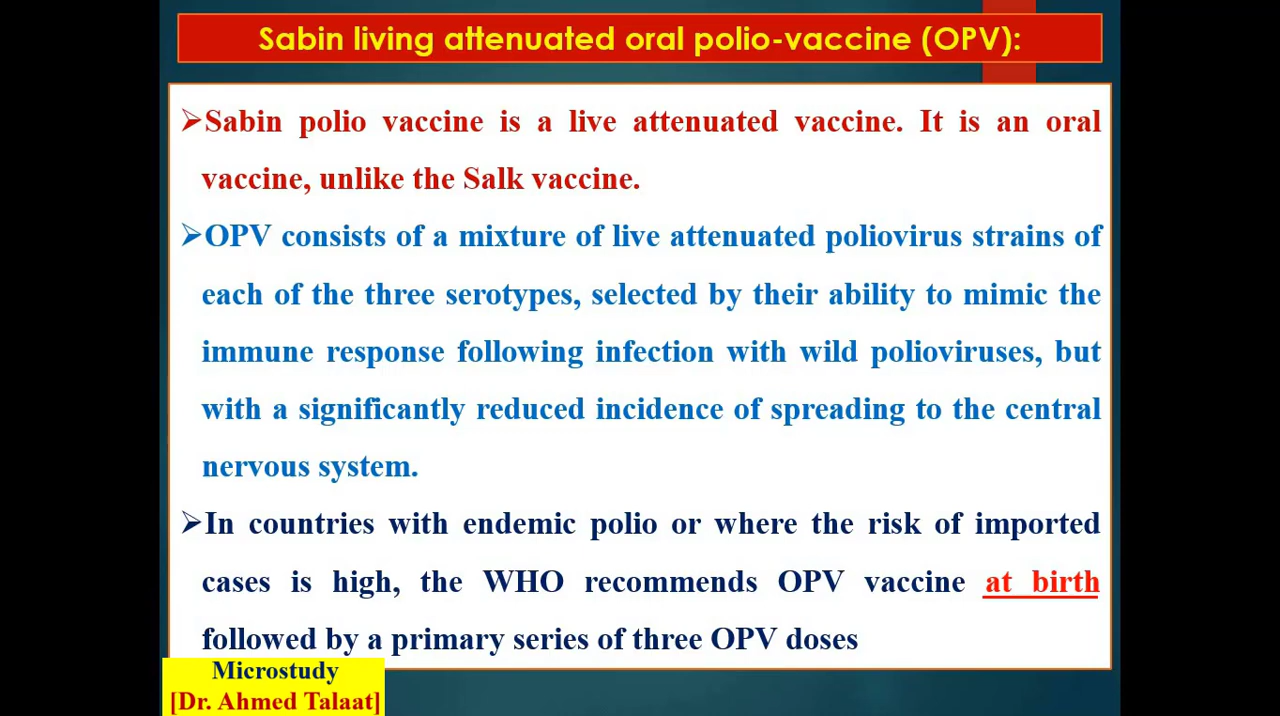 Sabin living attenuated oral polio-vaccine (OPV):
➢Sabin polio vaccine is a live attenuated vaccine. It is an oral
vaccine, unlike the Salk vaccine.
➢OPV consists of a mixture of live attenuated poliovirus strains of
each of the three serotypes, selected by their ability to mimic the
immune response following infection with wild polioviruses, but
with a significantly reduced incidence of spreading to the central
nervous system.
➢In countries with endemic polio or where the risk of imported
cases is high, the WHO recommends OPV vaccine at birth
followed by a primary series of three OPV doses
Microstudy
[Dr. Ahmed Talaat]